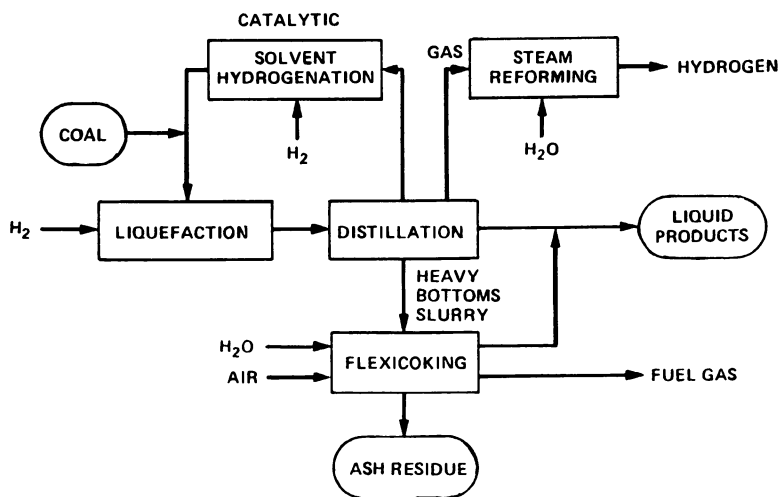 CATALYTIC
SOLVENT
HYDROGENATION
GAS
STEAM
REFORMING
HYDROGEN
COAL
H₂
H₂O
H₂
LIQUEFACTION
DISTILLATION
LIQUID
PRODUCTS
HEAVY
BOTTOMS
SLURRY
H₂O
AIR
FLEXICOKING
FUEL GAS
ASH RESIDUE